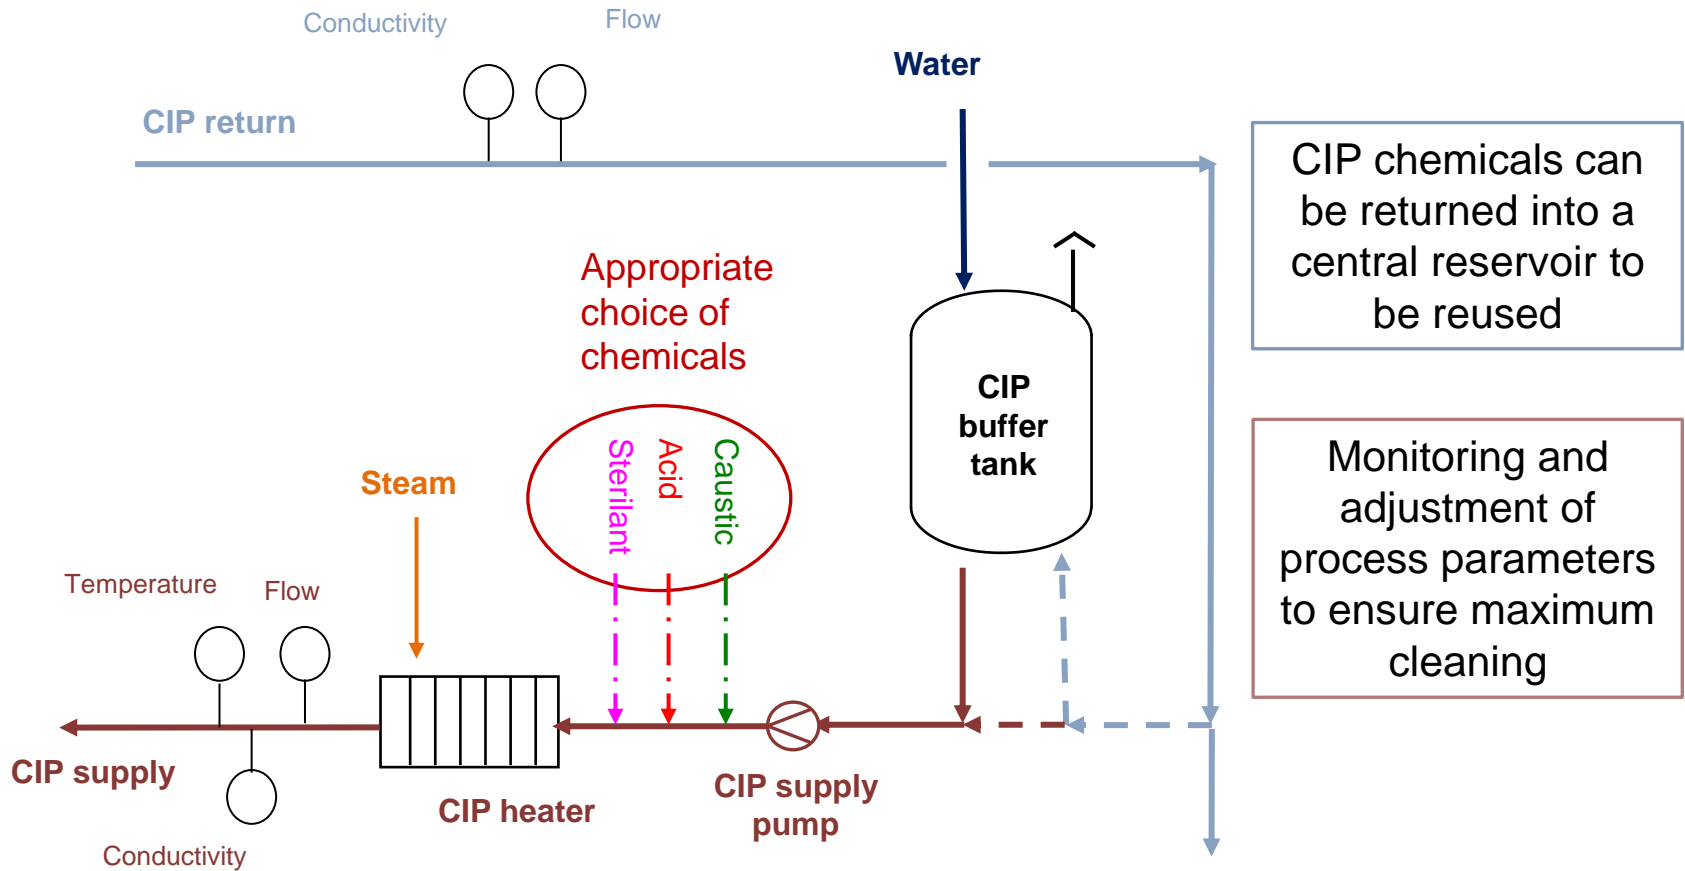 Conductivity
Flow
Water
CIP return
CIP chemicals can
be returned into a
central reservoir to
be reused
Appropriate
choice of
chemicals
CIP
buffer
tank
Sterilant
Acid
Caustic
Steam
Monitoring and
adjustment of
process parameters
to ensure maximum
cleaning
Temperature
Flow
CIP supply
CIP heater
CIP supply
pump
Conductivity